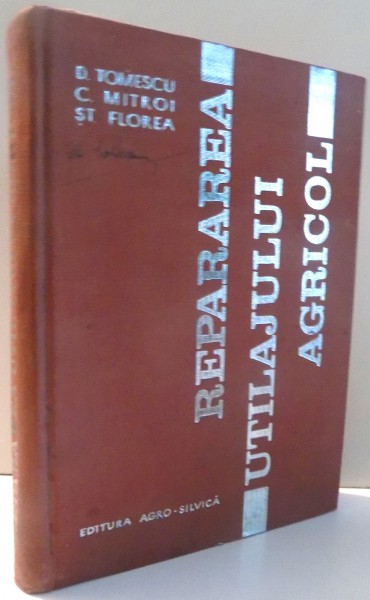 D. TOMESCU
C. MITROI
ȘT FLOREA
REPARAREA
UTILAJULUI
AGRICOL
EDITURA AGRO-SILVICĂ